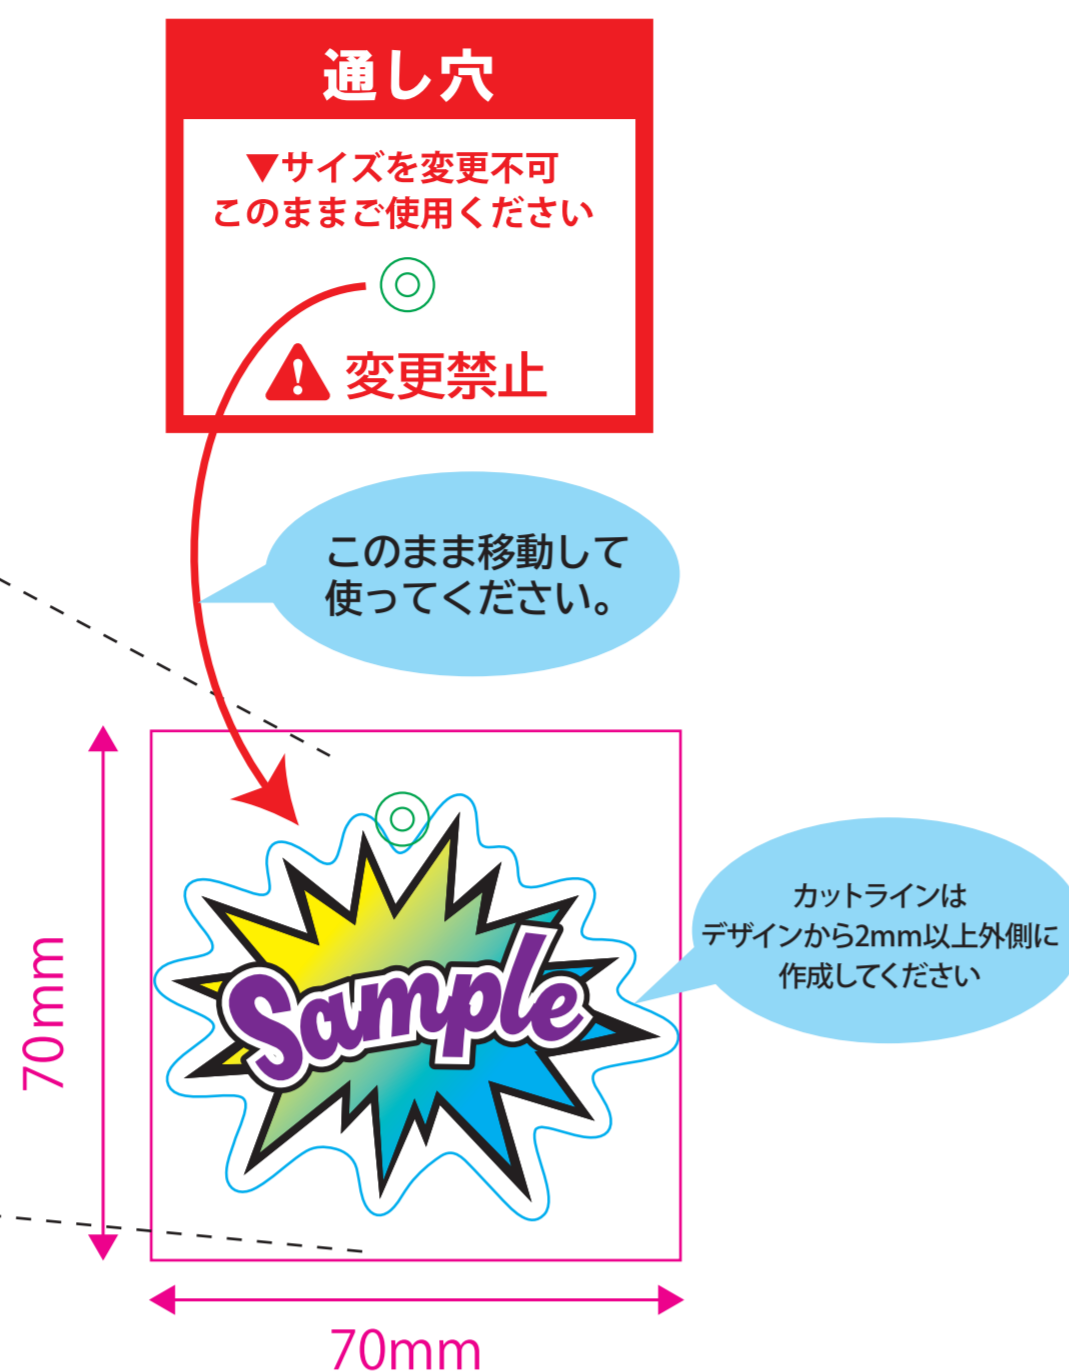 通し穴
▼サイズを変更不可
このままご使用ください
変更禁止
このまま移動して
使ってください。
カットラインは
デザインから2mm以上外側に
作成してください
Sample
70mm
70mm